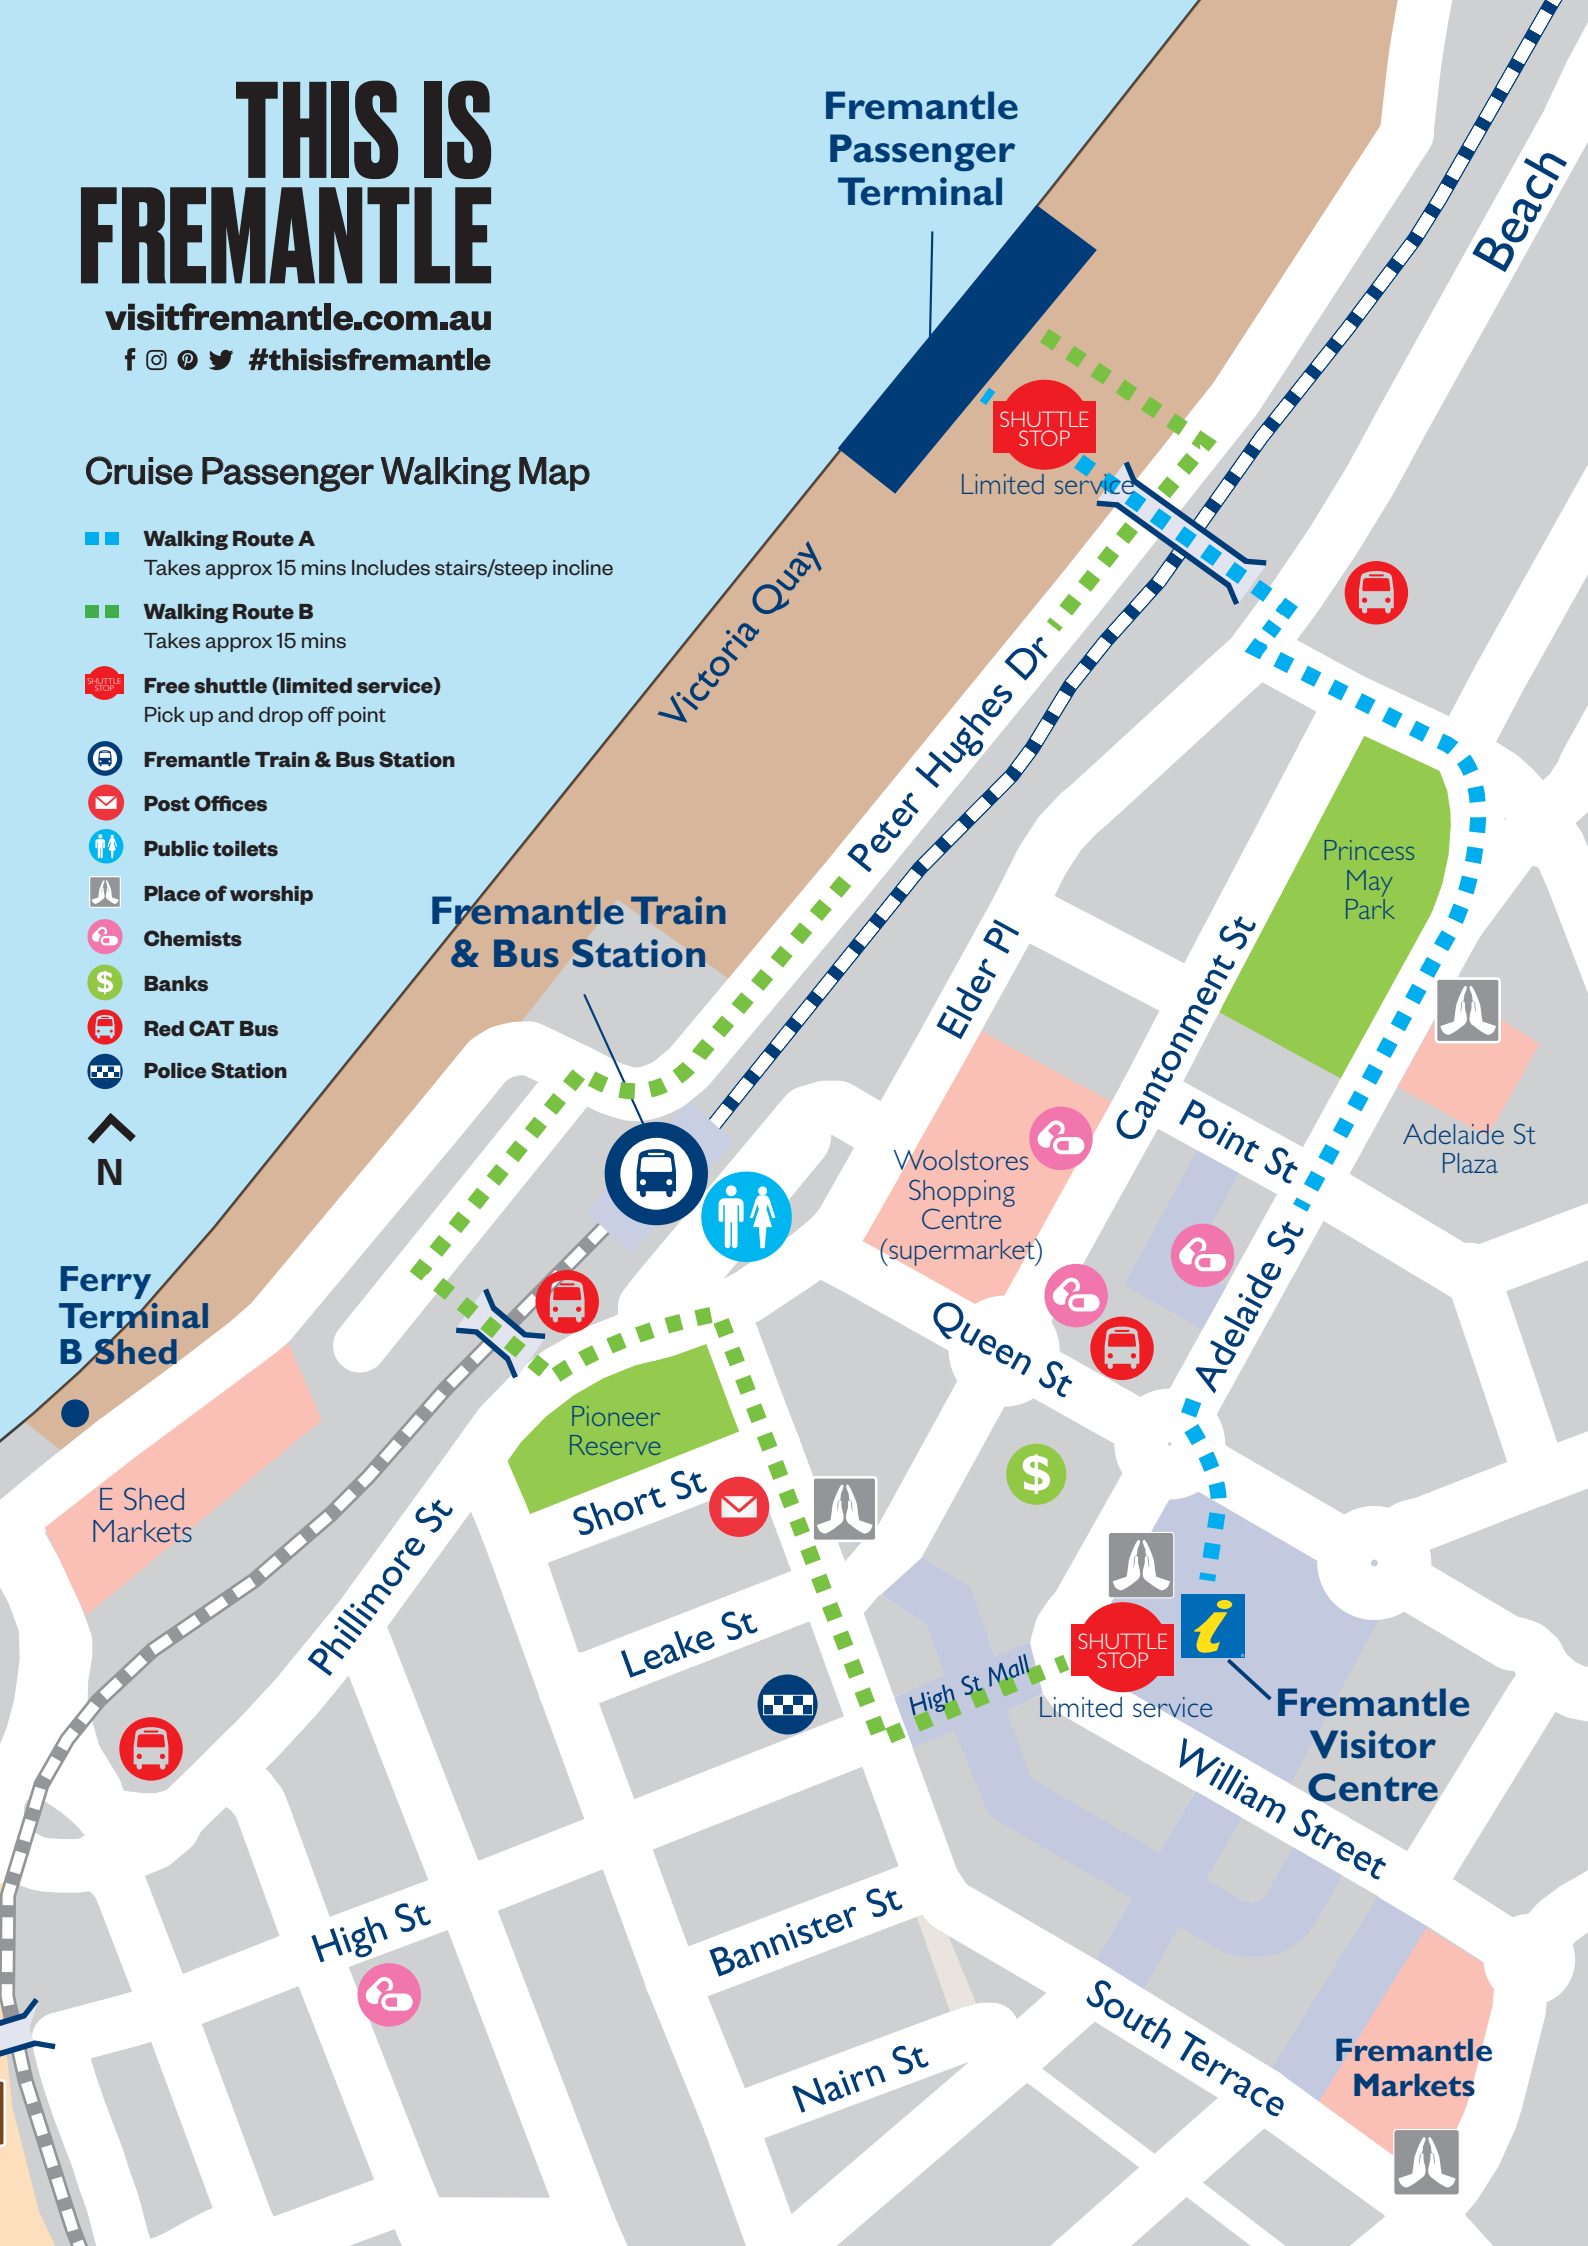 THIS IS
FREMANTLE
visitfremantle.com.au
#thisisfremantle
Cruise Passenger Walking Map
Walking Route A
Takes approx 15 mins Includes stairs/steep incline
Walking Route B
Takes approx 15 mins
SHUTTLE
STOP
Free shuttle (limited service)
Pick up and drop off point
Fremantle Train & Bus Station
Post Offices
Public toilets
Place of worship
Chemists
$
Banks
Red CAT Bus
Police Station
N
Fremantle
Passenger
Terminal
Beach
SHUTTLE
STOP
Limited service
Victoria Quay
Peter Hughes Dr
Fremantle Train
& Bus Station
Princess
May
Park
Elder Pl
Cantonment St
Point St
Adelaide St
Plaza
Woolstores
Shopping
Centre
(supermarket)
Adelaide St
Queen St
Ferry
Terminal
B Shed
E Shed
Markets
Pioneer
Reserve
Short St
$
Phillimore St
Leake St
High St Mall
SHUTTLE
STOP
Limited service
i
Fremantle
Visitor
Centre
William Street
High St
Bannister St
Nairn St
South Terrace
Fremantle
Markets